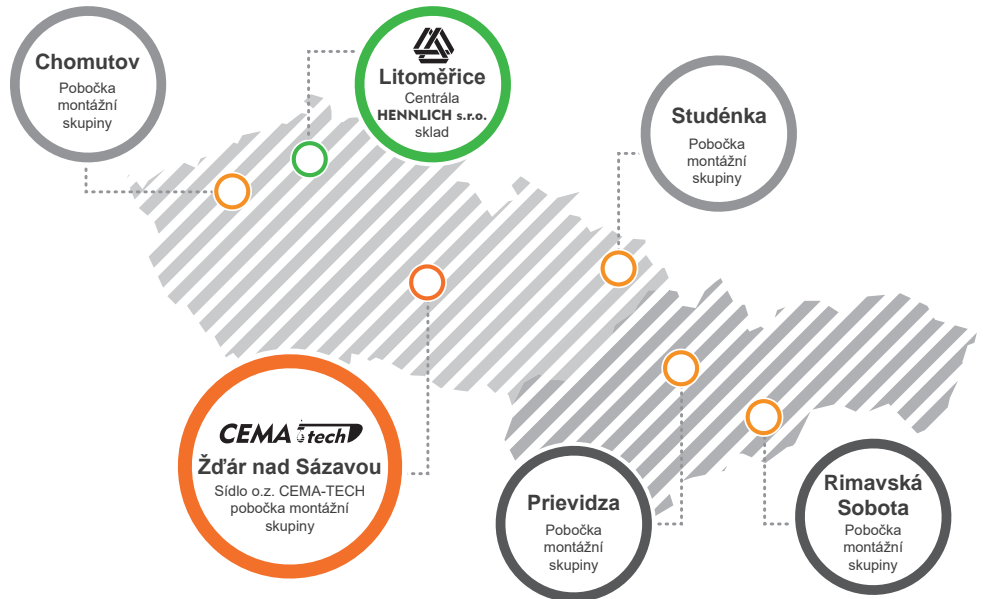 Chomutov
Pobočka
montážní
skupiny
Litoměřice
Centrála
HENNLICH s.r.o.
sklad
Studénka
Pobočka
montážní
skupiny
CEMA tech
Žďár nad Sázavou
Sídlo o.z. CEMA-TECH
pobočka montážní
skupiny
Prievidza
Pobočka
montážní
skupiny
Rimavská
Sobota
Pobočka
montážní
skupiny